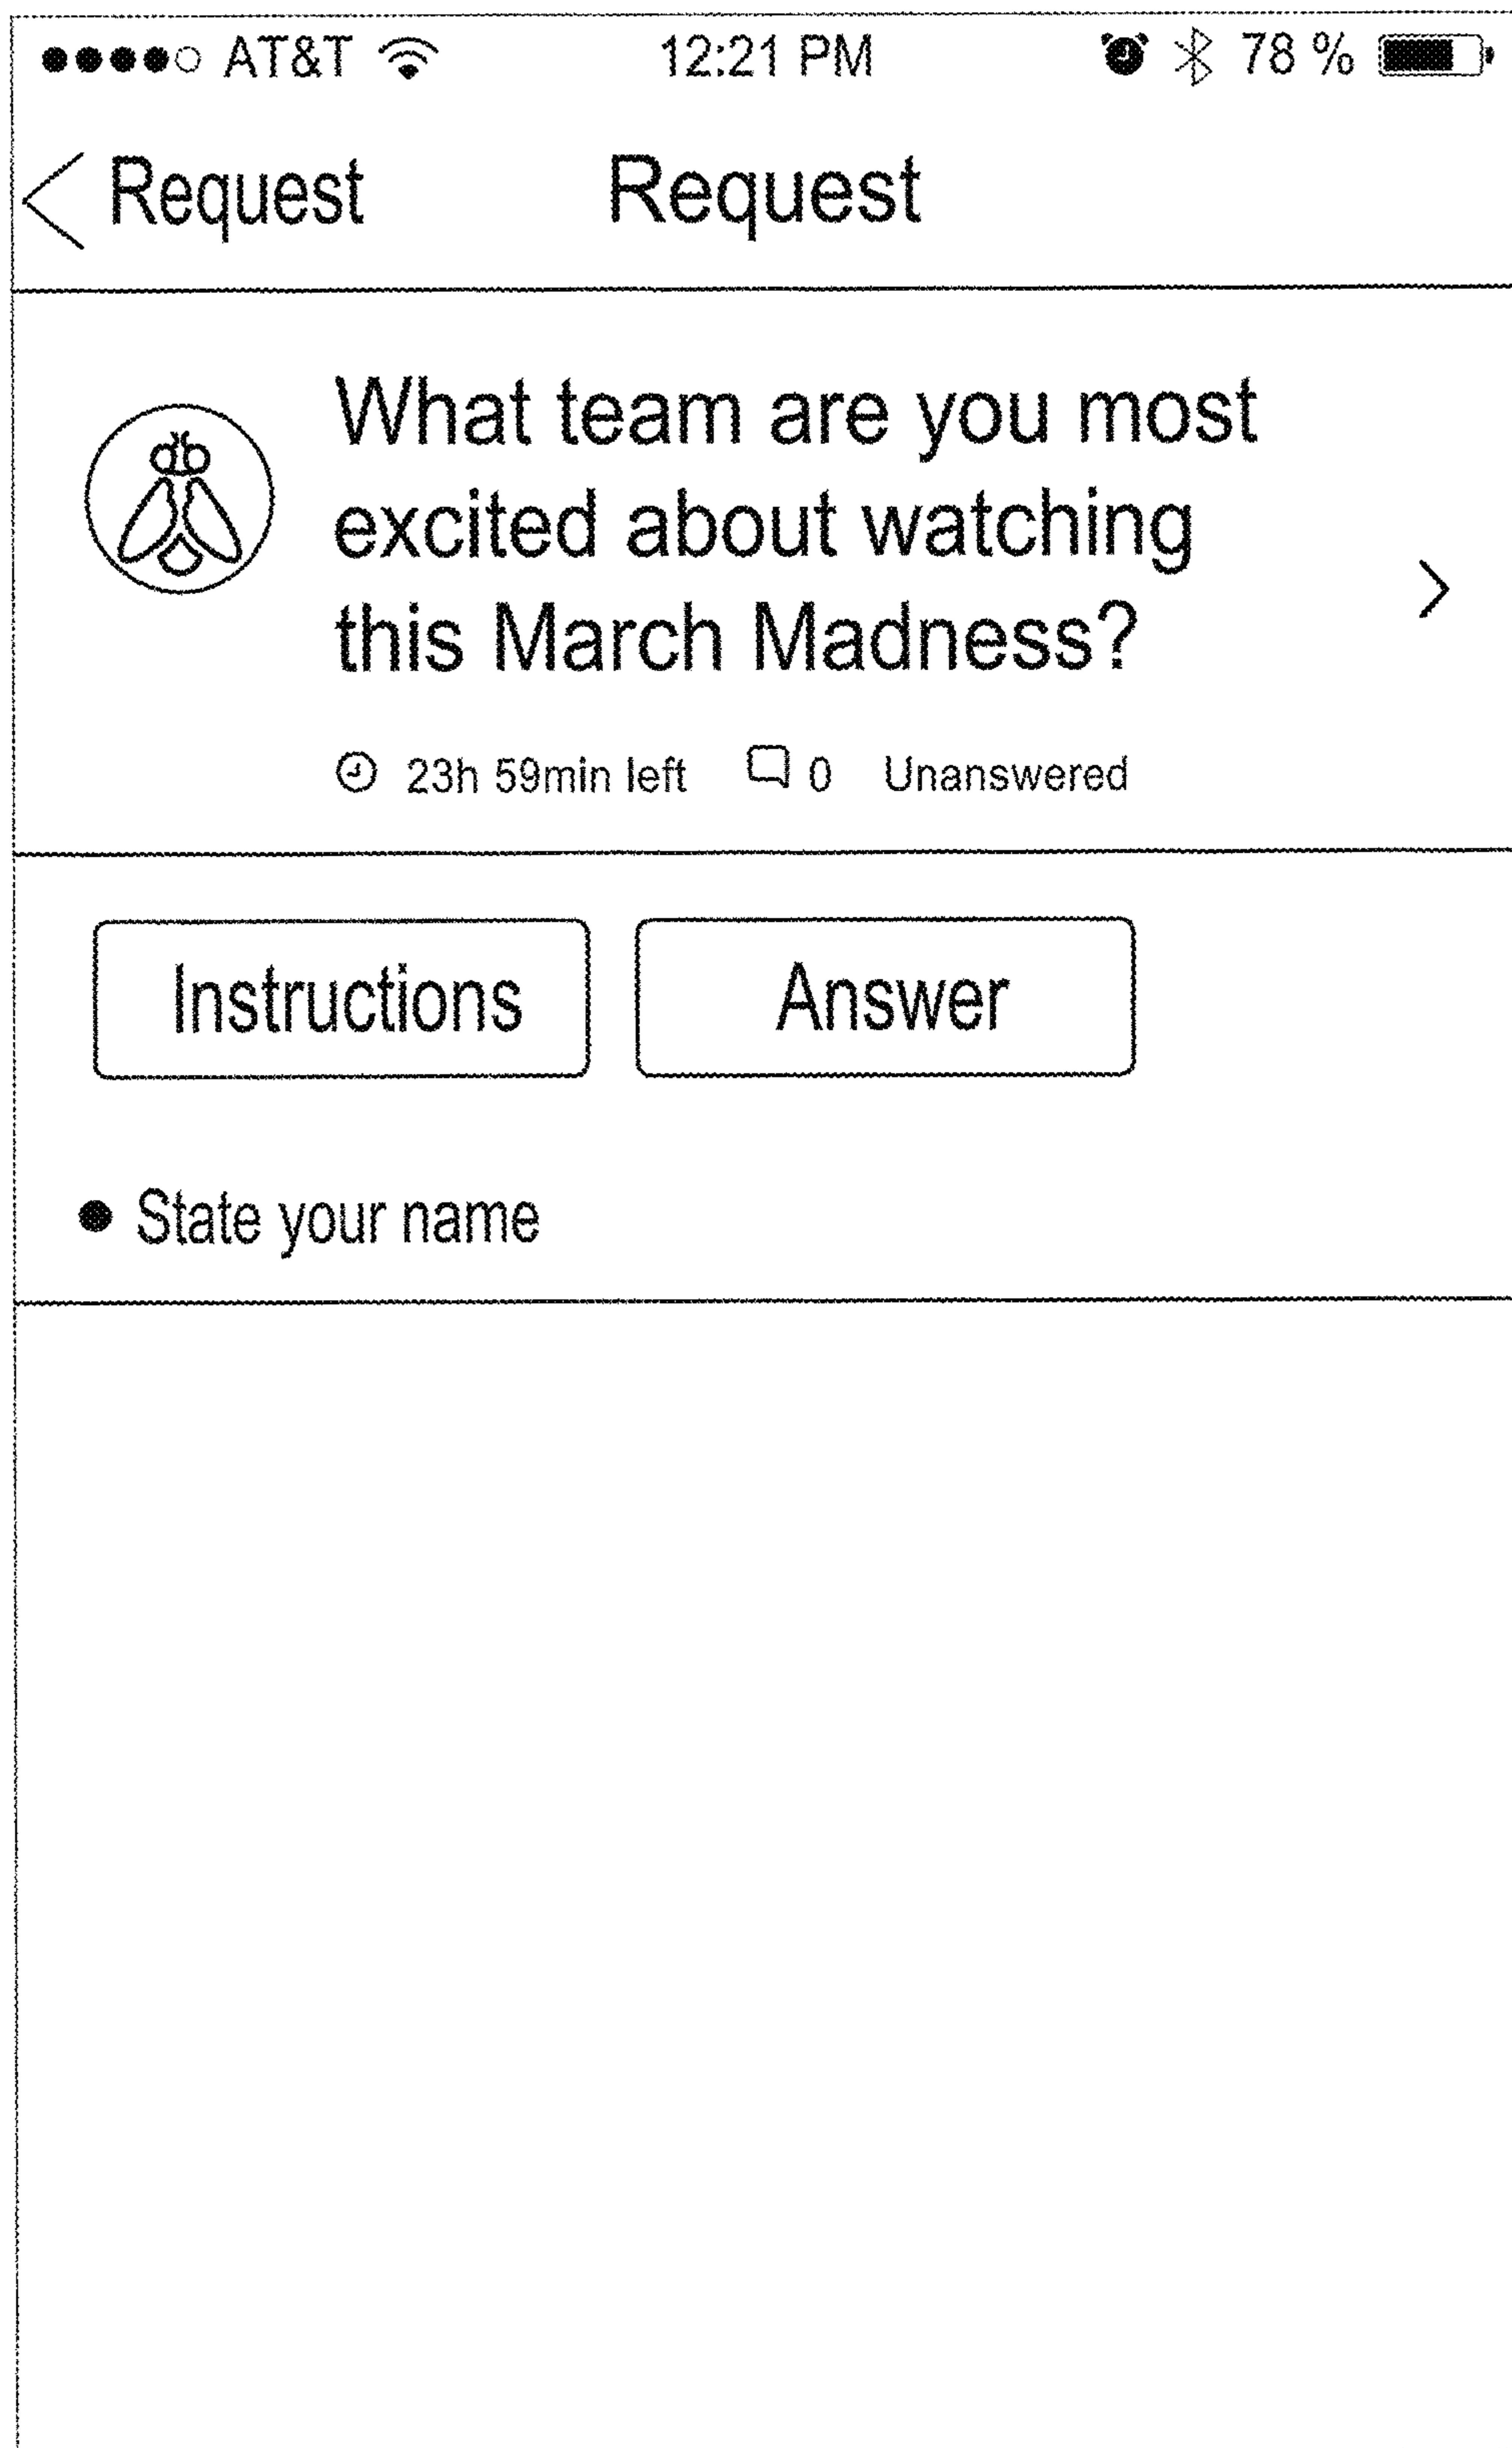 AT&T 12:21 PM 78 %
Request Request
What team are you most
excited about watching
this March Madness?
23h 59min left 0 Unanswered
Instructions Answer
• State your name